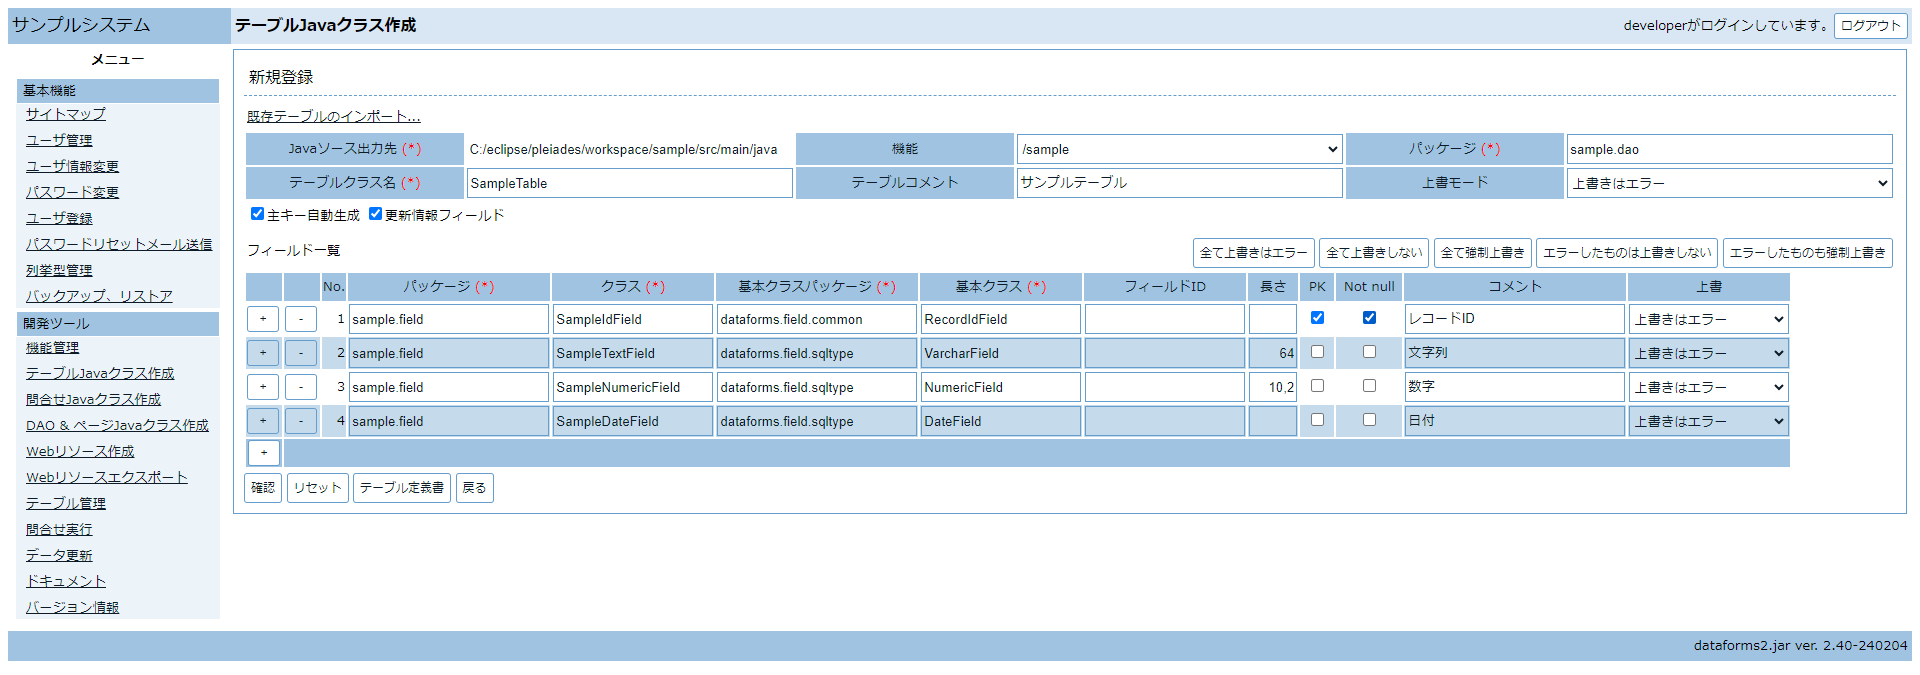 サンプルシステム
テーブルJavaクラス作成
developerがログインしています。 ログアウト
メニュー
基本機能
サイトマップ
ユーザ管理
ユーザ情報変更
パスワード変更
ユーザ登録
パスワードリセットメール送信
列挙型管理
バックアップ、リストア
開発ツール
機能管理
テーブルJavaクラス作成
問合せJavaクラス作成
DAO & ページJavaクラス作成
Webリソース作成
Webリソースエクスポート
テーブル管理
問合せ実行
データ更新
ドキュメント
バージョン情報
新規登録
既存テーブルのインポート...
Javaソース出力先 (*) C:/eclipse/pleiades/workspace/sample/src/main/java 機能 /sample パッケージ (*) sample.dao
テーブルクラス名 (*) SampleTable テーブルコメント サンプルテーブル 上書モード 上書きはエラー
主キー自動生成 更新情報フィールド
フィールド一覧 全て上書きはエラー 全て上書きしない 全て強制上書き エラーしたものは上書きしない エラーしたものも強制上書き
No. パッケージ (*) クラス (*) 基本クラスパッケージ (*) 基本クラス (*) フィールドID 長さ PK Not null コメント 上書
+ - 1 sample.field SampleIdField dataforms.field.common RecordIdField レコードID 上書きはエラー
+ - 2 sample.field SampleTextField dataforms.field.sqltype VarcharField 64 文字列 上書きはエラー
+ - 3 sample.field SampleNumericField dataforms.field.sqltype NumericField 10,2 数字 上書きはエラー
+ - 4 sample.field SampleDateField dataforms.field.sqltype DateField 日付 上書きはエラー
+
確認 リセット テーブル定義書 戻る
dataforms2.jar ver. 2.40-240204